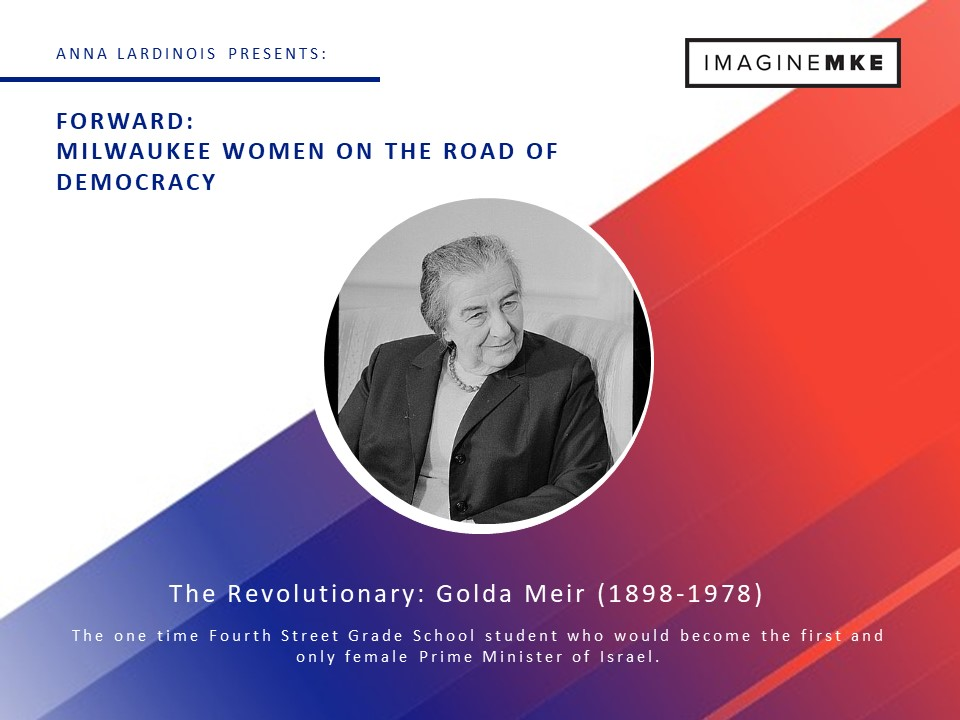 ANNA LARDINOIS PRESENTS:
IMAGINEMKE
FORWARD:
MILWAUKEE WOMEN ON THE ROAD OF
DEMOCRACY
The Revolutionary: Golda Meir (1898-1978)
The one time Fourth Street Grade School student who would become the first and
only female Prime Minister of Israel.